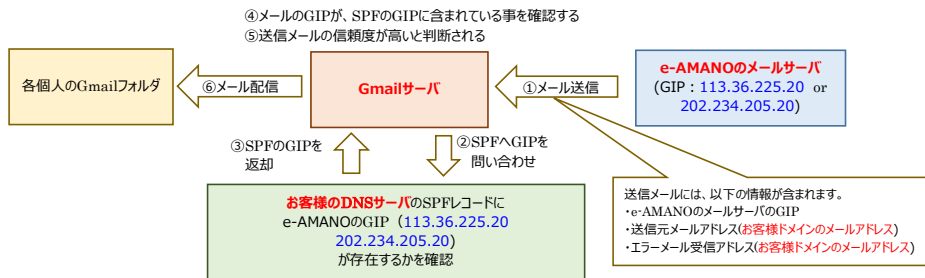 ④メールのGIPが、SPFのGIPに含まれている事を確認する
⑤送信メールの信頼度が高いと判断される
各個人のGmailフォルダ
⑥メール配信
Gmailサーバ
①メール送信
e-AMANOのメールサーバ
(GIP：113.36.225.20 or
202.234.205.20)
③SPFのGIPを
返却
②SPFへGIPを
問い合わせ
お客様のDNSサーバのSPFレコードに
e-AMANOのGIP（113.36.225.20
202.234.205.20)
が存在するかを確認
送信メールには、以下の情報が含まれます。
・e-AMANOのメールサーバのGIP
・送信元メールアドレス(お客様ドメインのメールアドレス)
・エラーメール受信アドレス(お客様ドメインのメールアドレス)